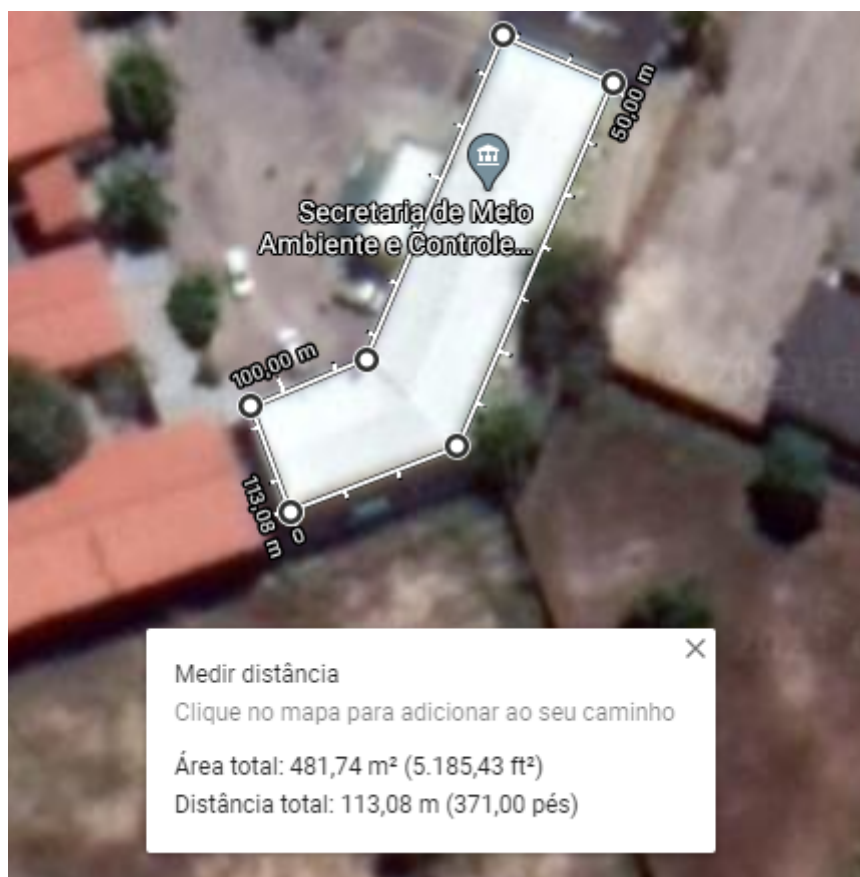 50,00 m
Secretaria de Meio
Ambiente e Controle...
100,00 m
113,08 m
0
Medir distância
Clique no mapa para adicionar ao seu caminho
Área total: 481,74 m² (5.185,43 ft²)
Distância total: 113,08 m (371,00 pés)